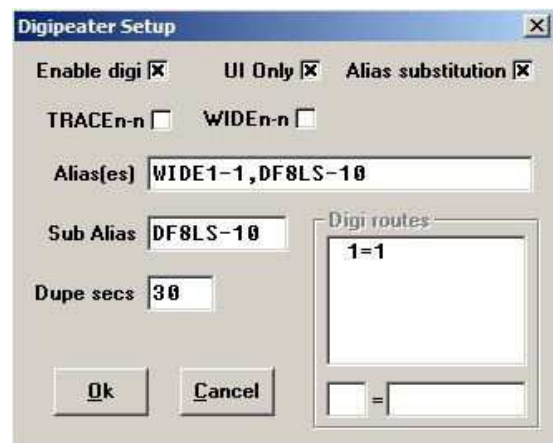 Digipeater Setup
Enable digi UI Only Alias substitution
TRACEn-n WIDEn-n
Alias(es) WIDE1-1,DF8LS-10
Sub Alias DF8LS-10
Digi routes
1=1
Dupe secs 30
=
Ok Cancel